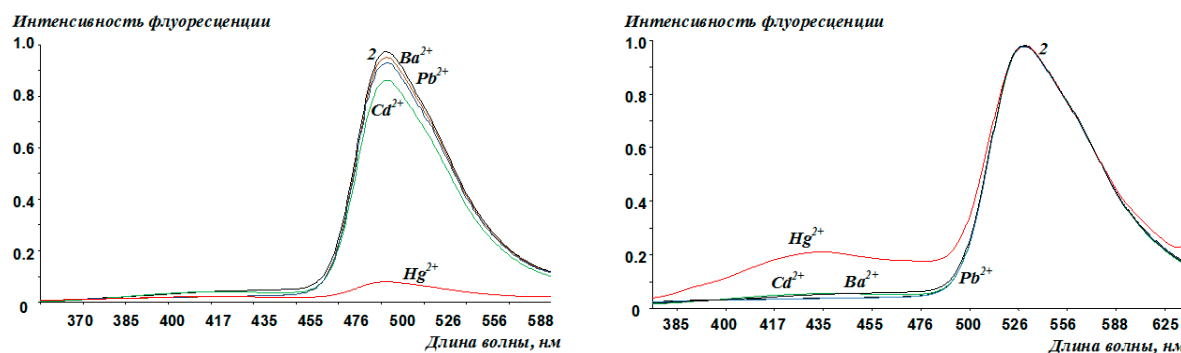 Интенсивность флуоресценции
1.0
0.8
0.6
0.4
0.2
0
2
Ba²⁺
Pb²⁺
Cd²⁺
Hg²⁺
370 385 400 417 435 455 476 500 526 556 588
Длина волны, нм
Интенсивность флуоресценции
1.0
0.8
0.6
0.4
0.2
0
2
Hg²⁺
Cd²⁺ Ba²⁺ Pb²⁺
385 400 417 435 455 476 500 526 556 588 625
Длина волны, нм